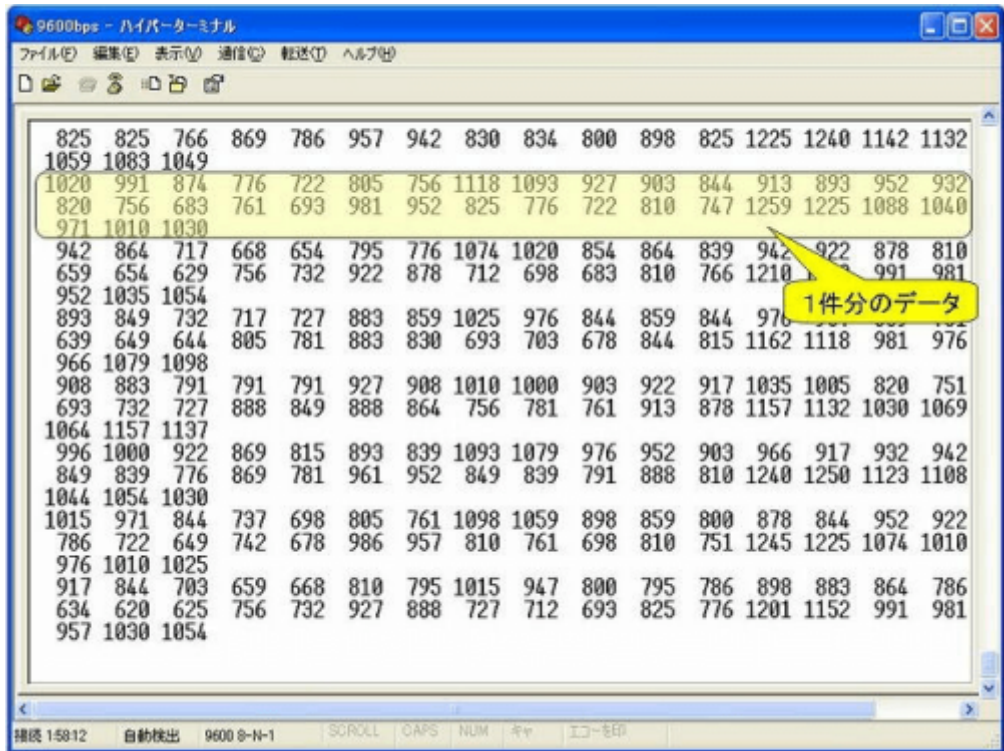 9600bps - ハイパーターミナル
ファイル(F) 編集(E) 表示(V) 通信(C) 転送(T) ヘルプ(H)
825 825 766 869 786 957 942 830 834 800 898 825 1225 1240 1142 1132
1059 1083 1049
1020 991 874 776 722 805 756 1118 1093 927 903 844 913 893 952 932
820 756 683 761 693 981 952 825 776 722 810 747 1259 1225 1088 1040
971 1010 1030
942 864 717 668 654 795 776 1074 1020 854 864 839 942 922 878 810
659 654 629 756 732 922 878 712 698 683 810 766 1210 991 981
952 1035 1054
1件分のデータ
893 849 732 717 727 883 859 1025 976 844 859 844
639 649 644 805 781 883 830 693 703 678 844 815 1162 1118 981 976
966 1079 1098
908 883 791 791 791 927 908 1010 1000 903 922 917 1035 1005 820 751
693 732 727 888 849 888 864 756 781 761 913 878 1157 1132 1030 1069
1064 1157 1137
996 1000 922 869 815 893 839 1093 1079 976 952 903 966 917 932 942
849 839 776 869 781 961 952 849 839 791 888 810 1240 1250 1123 1108
1044 1054 1030
1015 971 844 737 698 805 761 1098 1059 898 859 800 878 844 952 922
786 722 649 742 678 986 957 810 761 698 810 751 1245 1225 1074 1010
976 1010 1025
917 844 703 659 668 810 795 1015 947 800 795 786 898 883 864 786
634 620 625 756 732 927 888 727 712 693 825 776 1201 1152 991 981
957 1030 1054
接続 1:58:12 自動検出 9600 8-N-1 SCROLL CAPS NUM キャ エコーを印